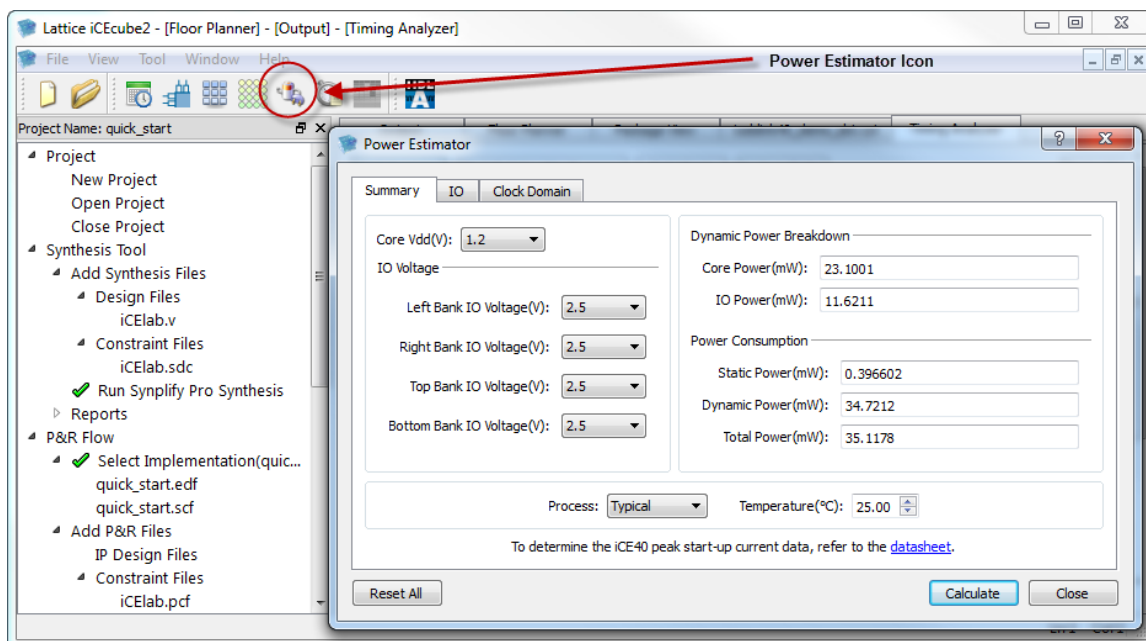 Lattice iCEcube2 - [Floor Planner] - [Output] - [Timing Analyzer]
File View Tool Window Help
Power Estimator Icon
Project Name: quick_start
Project
New Project
Open Project
Close Project
Synthesis Tool
Add Synthesis Files
Design Files
iCElab.v
Constraint Files
iCElab.sdc
Run Synplify Pro Synthesis
Reports
P&R Flow
Select Implementation(quic...
quick_start.edf
quick_start.scf
Add P&R Files
IP Design Files
Constraint Files
iCElab.pcf
Power Estimator
Summary IO Clock Domain
Core Vdd(V): 1.2
IO Voltage
Left Bank IO Voltage(V): 2.5
Right Bank IO Voltage(V): 2.5
Top Bank IO Voltage(V): 2.5
Bottom Bank IO Voltage(V): 2.5
Dynamic Power Breakdown
Core Power(mW): 23.1001
IO Power(mW): 11.6211
Power Consumption
Static Power(mW): 0.396602
Dynamic Power(mW): 34.7212
Total Power(mW): 35.1178
Process: Typical Temperature(ºC): 25.00
To determine the iCE40 peak start-up current data, refer to the datasheet.
Reset All Calculate Close